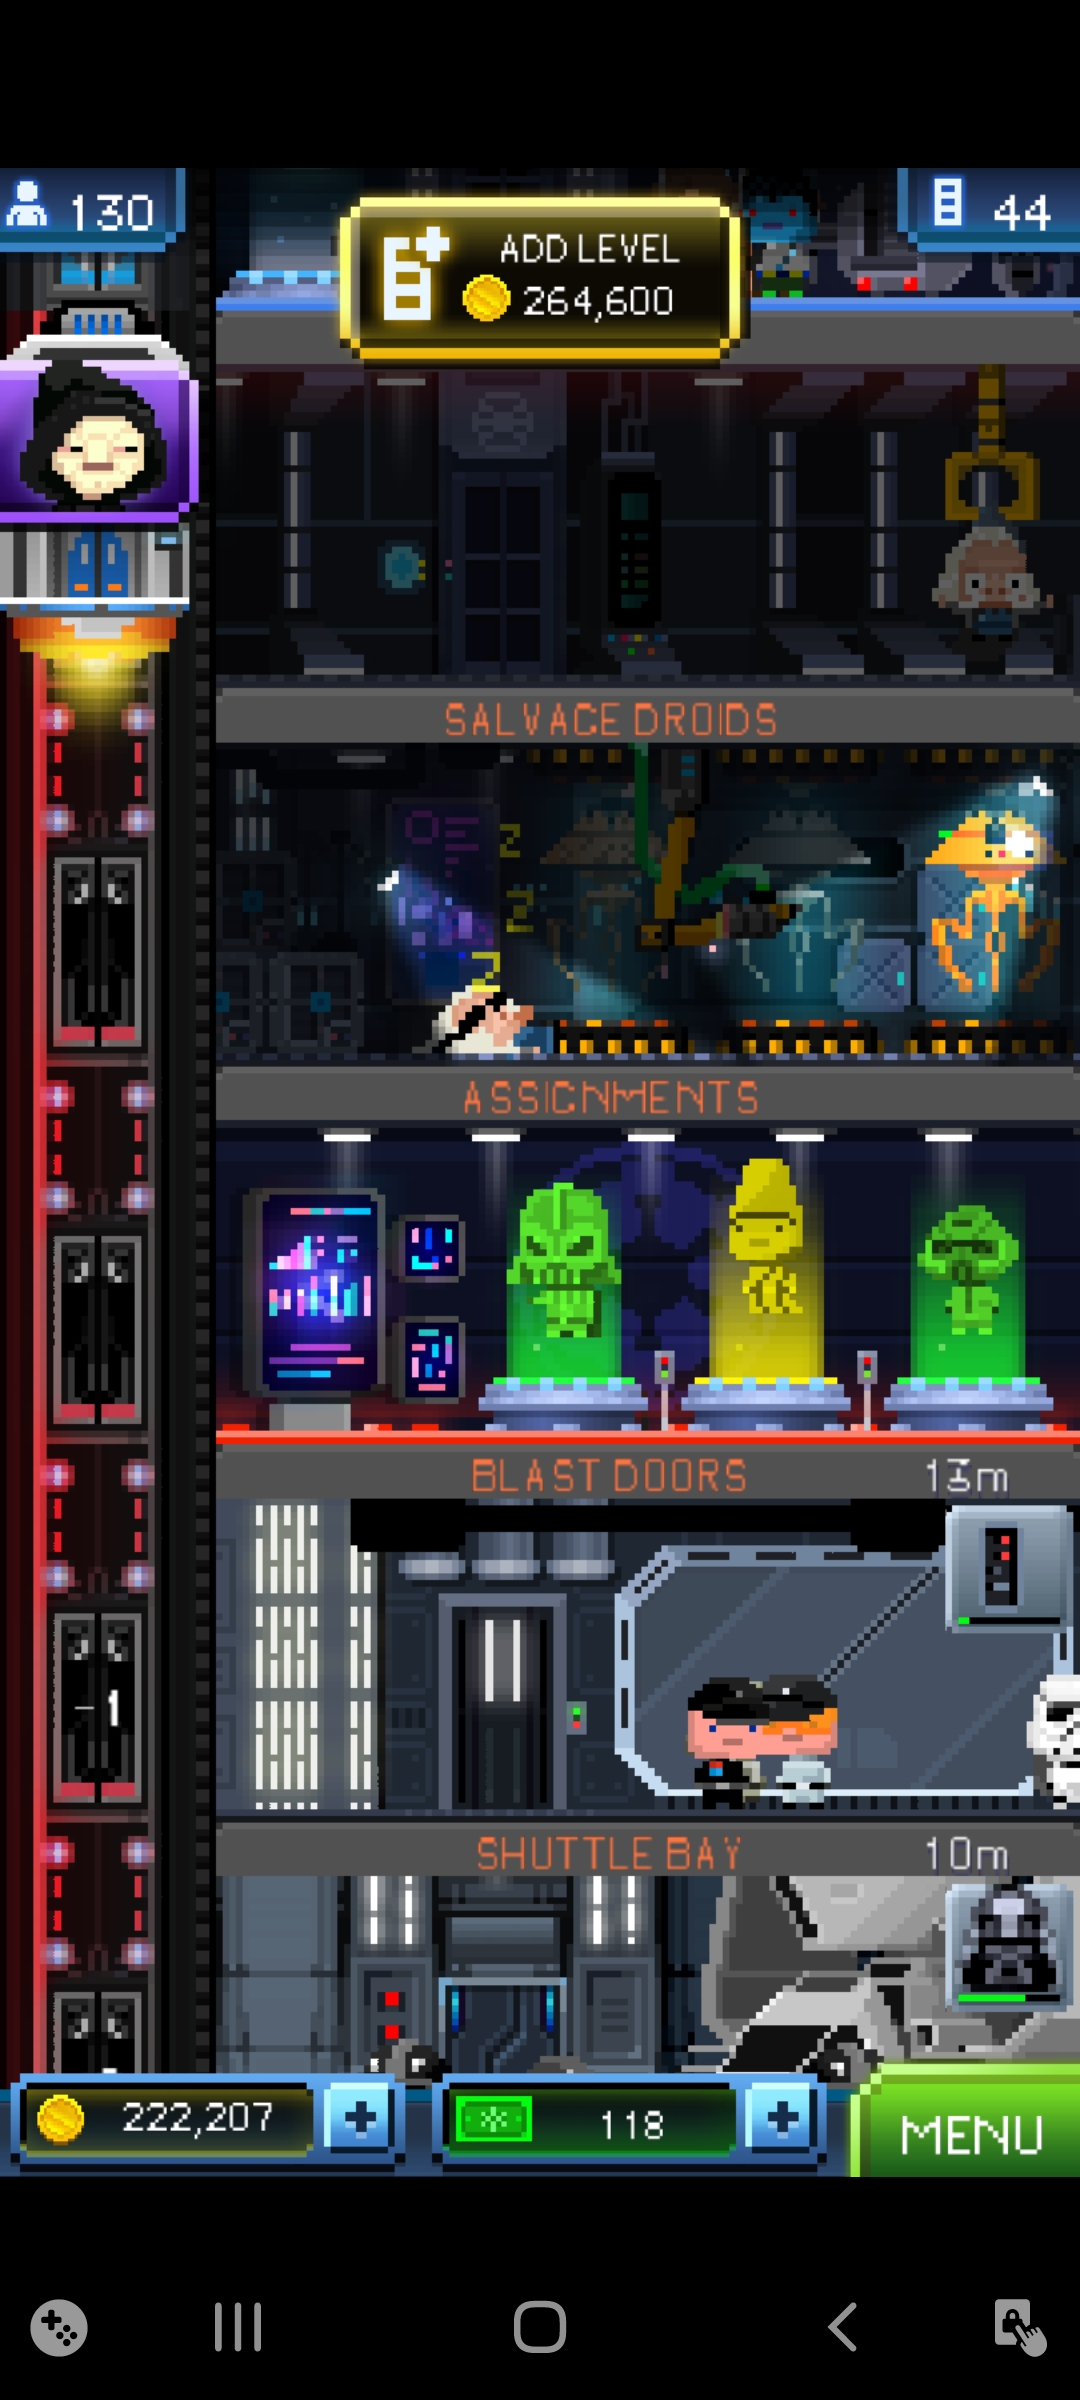 130
ADD LEVEL
264,600
44
SALVAGE DROIDS
Z
Z
Z
ASSIGNMENTS
BLAST DOORS 13m
-1
SHUTTLE BAY 10m
222,207
118
MENU